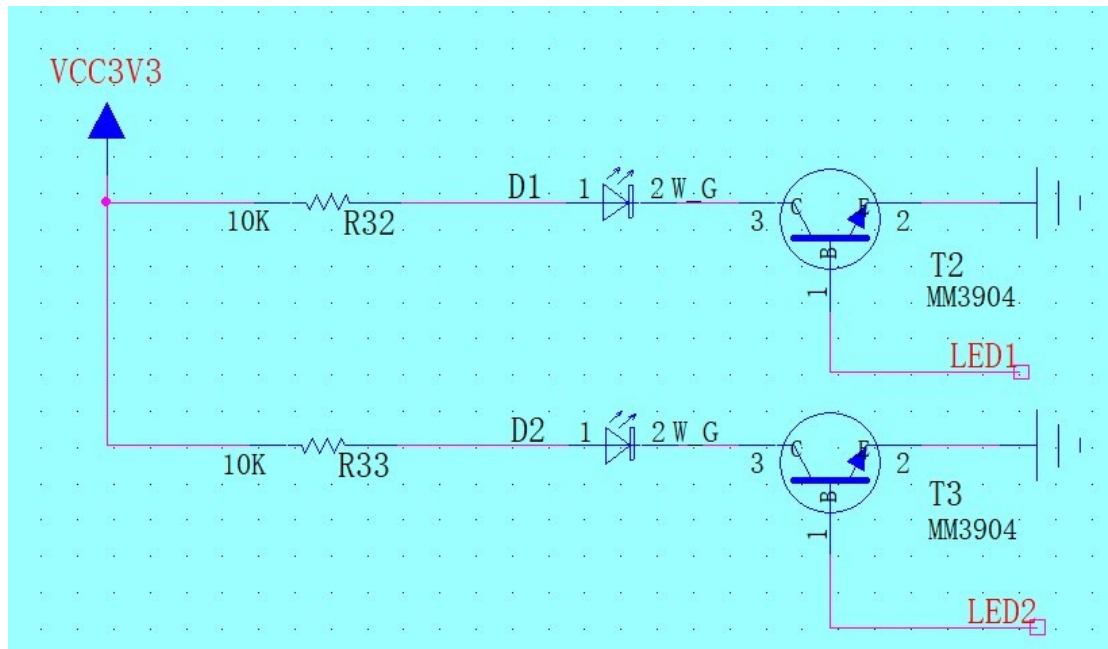 VCC3V3
D1 1 2 W_G
10K R32
3 C E 2
B
1
T2
MM3904
LED1
D2 1 2 W_G
10K R33
3 C E 2
B
1
T3
MM3904
LED2